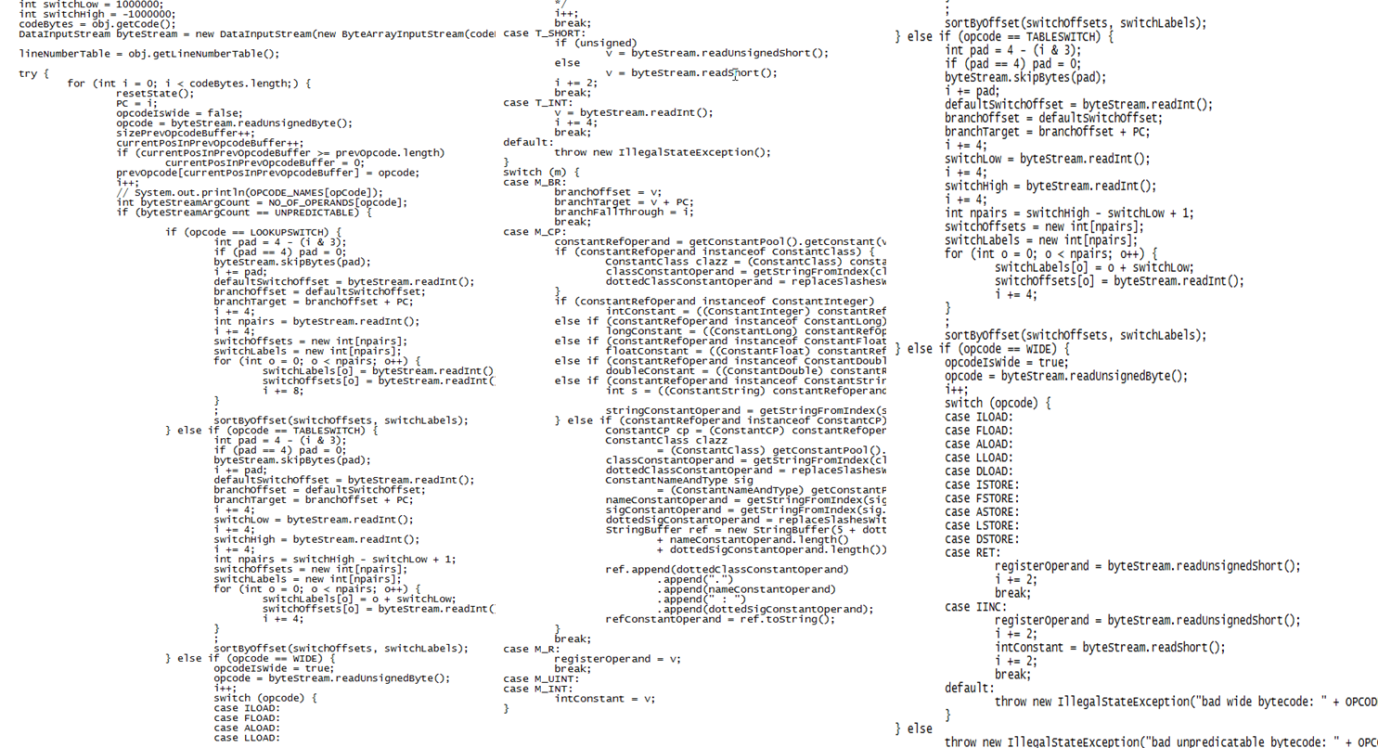 int switchLow = 1000000;
int switchHigh = -1000000;
codeBytes = obj.getCode();
DataInputStream byteStream = new DataInputStream(new ByteArrayInputStream(code
lineNumberTable = obj.getLineNumberTable();
try {
for (int i = 0; i < codeBytes.length;) {
resetState();
PC = i;
opcodeIsWide = false;
opcode = byteStream.readUnsignedByte();
sizePrevOpcodeBuffer++;
currentPosInPrevOpcodeBuffer++;
if (currentPosInPrevOpcodeBuffer >= prevOpcode.length)
currentPosInPrevOpcodeBuffer = 0;
prevOpcode[currentPosInPrevOpcodeBuffer] = opcode;
i++;
// System.out.println(OPCODE_NAMES[opCode]);
int byteStreamArgCount = NO_OF_OPERANDS[opcode];
if (byteStreamArgCount == UNPREDICTABLE) {
if (opcode == LOOKUPSWITCH) {
int pad = 4 - (i & 3);
if (pad == 4) pad = 0;
byteStream.skipBytes(pad);
i += pad;
defaultSwitchOffset = byteStream.readInt();
branchOffset = defaultSwitchOffset;
branchTarget = branchOffset + PC;
i += 4;
int npairs = byteStream.readInt();
i += 4;
switchOffsets = new int[npairs];
switchLabels = new int[npairs];
for (int o = 0; o < npairs; o++) {
switchLabels[o] = byteStream.readInt()
switchOffsets[o] = byteStream.readInt(
i += 8;
}
;
sortByOffset(switchOffsets, switchLabels);
} else if (opcode == TABLESWITCH) {
int pad = 4 - (i & 3);
if (pad == 4) pad = 0;
byteStream.skipBytes(pad);
i += pad;
defaultSwitchOffset = byteStream.readInt();
branchOffset = defaultSwitchOffset;
branchTarget = branchOffset + PC;
i += 4;
switchLow = byteStream.readInt();
i += 4;
switchHigh = byteStream.readInt();
i += 4;
int npairs = switchHigh - switchLow + 1;
switchOffsets = new int[npairs];
switchLabels = new int[npairs];
for (int o = 0; o < npairs; o++) {
switchLabels[o] = o + switchLow;
switchOffsets[o] = byteStream.readInt(
i += 4;
}
;
sortByOffset(switchOffsets, switchLabels);
} else if (opcode == WIDE) {
opcodeIsWide = true;
opcode = byteStream.readUnsignedByte();
i++;
switch (opcode) {
case ILOAD:
case FLOAD:
case ALOAD:
case LLOAD:
*/
i++;
break;
case T_SHORT:
if (unsigned)
v = byteStream.readUnsignedShort();
else
v = byteStream.readShort();
i += 2;
break;
case T_INT:
v = byteStream.readInt();
i += 4;
break;
default:
throw new IllegalStateException();
}
switch (m) {
case M_BR:
branchOffset = v;
branchTarget = v + PC;
branchFallThrough = i;
break;
case M_CP:
constantRefOperand = getConstantPool().getConstant(v
if (constantRefOperand instanceof ConstantClass) {
ConstantClass clazz = (ConstantClass) consta
classConstantOperand = getStringFromIndex(cl
dottedClassConstantOperand = replaceSlashesW
}
if (constantRefOperand instanceof ConstantInteger)
intConstant = ((ConstantInteger) constantRef
else if (constantRefOperand instanceof ConstantLong)
longConstant = ((ConstantLong) constantRefOp
else if (constantRefOperand instanceof ConstantFloat
floatConstant = ((ConstantFloat) constantRef
else if (constantRefOperand instanceof ConstantDoubl
doubleConstant = ((ConstantDouble) constantR
else if (constantRefOperand instanceof ConstantStrin
int s = ((ConstantString) constantRefOperand
stringConstantOperand = getStringFromIndex(s
} else if (constantRefOperand instanceof ConstantCP)
ConstantCP cp = (ConstantCP) constantRefOper
ConstantClass clazz
= (ConstantClass) getConstantPool().
classConstantOperand = getStringFromIndex(cl
dottedClassConstantOperand = replaceSlashesW
ConstantNameAndType sig
= (ConstantNameAndType) getConstantP
nameConstantOperand = getStringFromIndex(sig
sigConstantOperand = getStringFromIndex(sig.
dottedSigConstantOperand = replaceSlashesWit
StringBuffer ref = new StringBuffer(5 + dott
+ nameConstantOperand.length()
+ dottedSigConstantOperand.length())
ref.append(dottedClassConstantOperand)
.append(".")
.append(nameConstantOperand)
.append(" : ")
.append(dottedSigConstantOperand);
refConstantOperand = ref.toString();
}
break;
case M_R:
registerOperand = v;
break;
case M_UINT:
case M_INT:
intConstant = v;
}
;
sortByOffset(switchOffsets, switchLabels);
} else if (opcode == TABLESWITCH) {
int pad = 4 - (i & 3);
if (pad == 4) pad = 0;
byteStream.skipBytes(pad);
i += pad;
defaultSwitchOffset = byteStream.readInt();
branchOffset = defaultSwitchOffset;
branchTarget = branchOffset + PC;
i += 4;
switchLow = byteStream.readInt();
i += 4;
switchHigh = byteStream.readInt();
i += 4;
int npairs = switchHigh - switchLow + 1;
switchOffsets = new int[npairs];
switchLabels = new int[npairs];
for (int o = 0; o < npairs; o++) {
switchLabels[o] = o + switchLow;
switchOffsets[o] = byteStream.readInt();
i += 4;
}
;
sortByOffset(switchOffsets, switchLabels);
} else if (opcode == WIDE) {
opcodeIsWide = true;
opcode = byteStream.readUnsignedByte();
i++;
switch (opcode) {
case ILOAD:
case FLOAD:
case ALOAD:
case LLOAD:
case DLOAD:
case ISTORE:
case FSTORE:
case ASTORE:
case LSTORE:
case DSTORE:
case RET:
registerOperand = byteStream.readUnsignedShort();
i += 2;
break;
case IINC:
registerOperand = byteStream.readUnsignedShort();
i += 2;
intConstant = byteStream.readShort();
i += 2;
break;
default:
throw new IllegalStateException("bad wide bytecode: " + OPCOD
}
} else
throw new IllegalStateException("bad unpredicatable bytecode: " + OPC